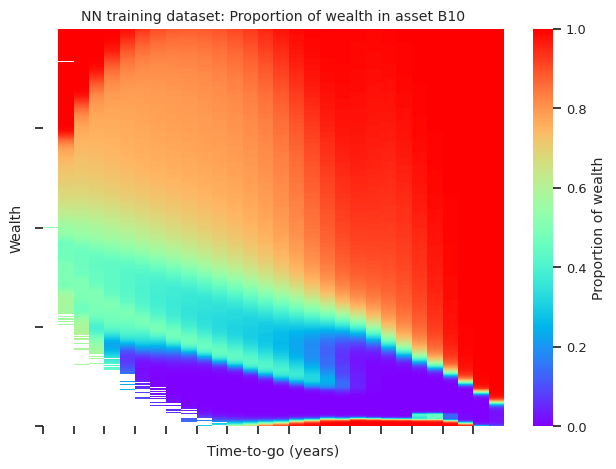 NN training dataset: Proportion of wealth in asset B10
Wealth
Time-to-go (years)
1.0
0.8
0.6
0.4
0.2
0.0
Proportion of wealth